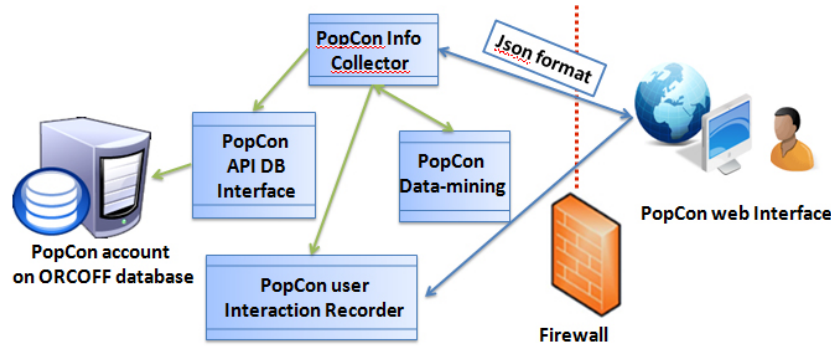 PopCon Info
Collector
Json format
PopCon
API DB
Interface
PopCon
Data-mining
PopCon web Interface
PopCon account
on ORCOFF database
PopCon user
Interaction Recorder
Firewall